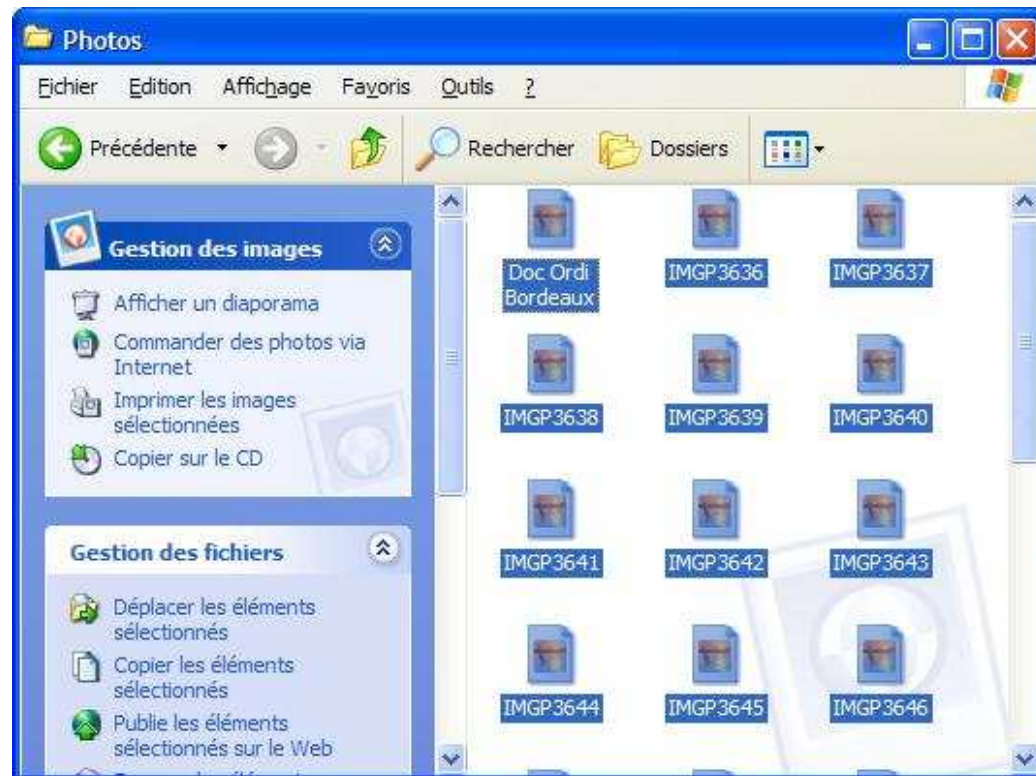 Photos
Fichier Edition Affichage Favoris Outils ?
Précédente Rechercher Dossiers
Gestion des images
Afficher un diaporama
Commander des photos via
Internet
Imprimer les images
sélectionnées
Copier sur le CD
Gestion des fichiers
Déplacer les éléments
sélectionnés
Copier les éléments
sélectionnés
Publie les éléments
sélectionnés sur le Web
Doc Ordi
Bordeaux
IMGP3636
IMGP3637
IMGP3638
IMGP3639
IMGP3640
IMGP3641
IMGP3642
IMGP3643
IMGP3644
IMGP3645
IMGP3646